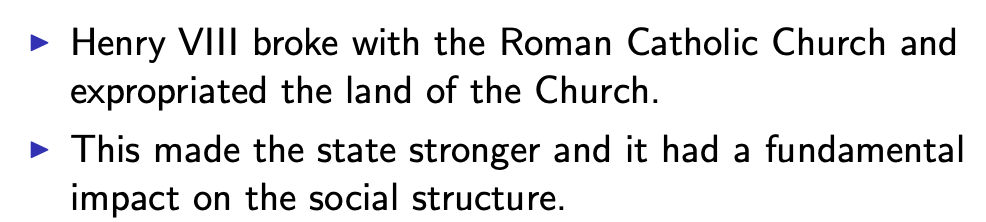 Henry VIII broke with the Roman Catholic Church and
expropriated the land of the Church.
This made the state stronger and it had a fundamental
impact on the social structure.